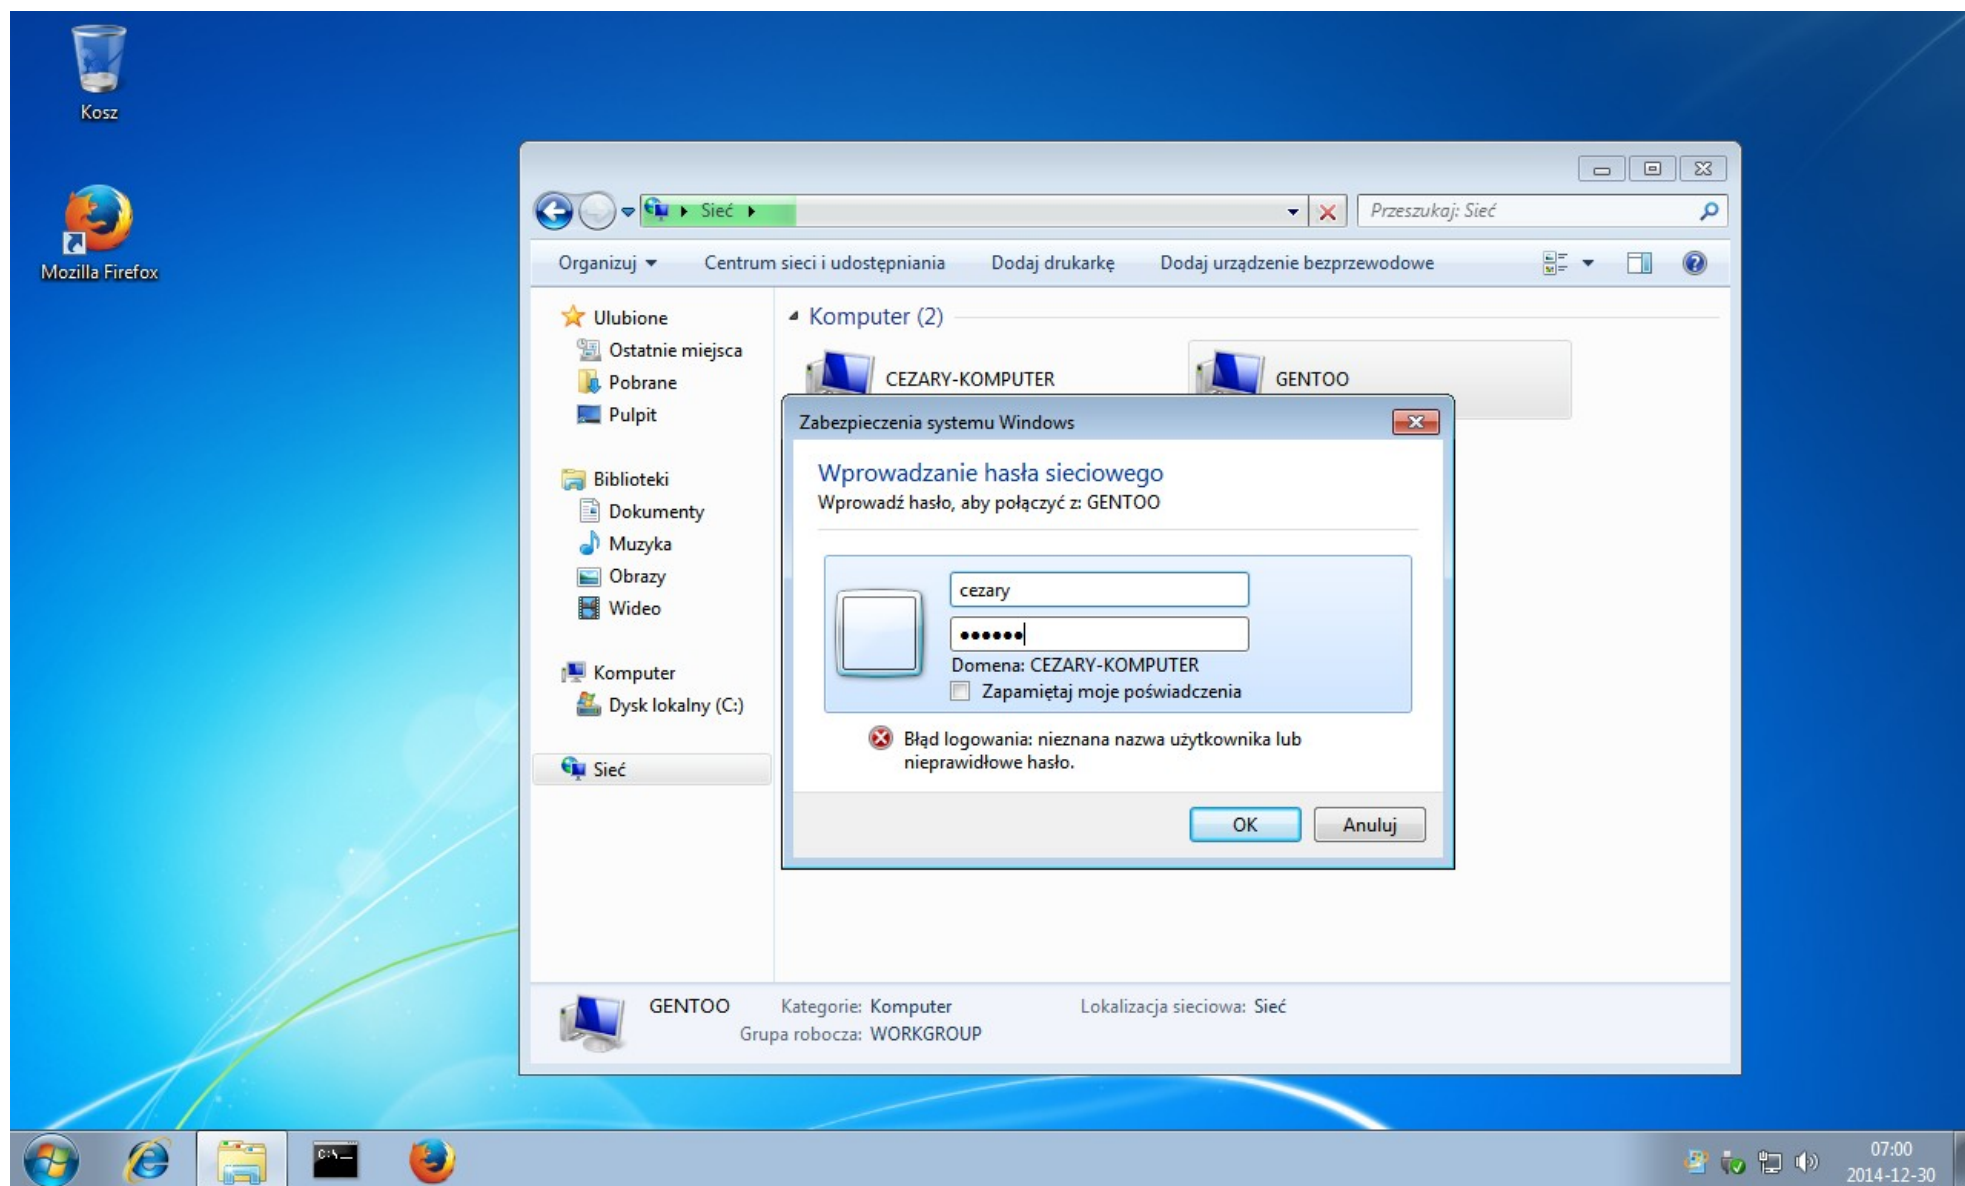 Kosz
Mozilla Firefox
Sieć
Przeszukaj: Sieć
Organizuj
Centrum sieci i udostępniania
Dodaj drukarkę
Dodaj urządzenie bezprzewodowe
Ulubione
Ostatnie miejsca
Pobrane
Pulpit
Biblioteki
Dokumenty
Muzyka
Obrazy
Wideo
Komputer
Dysk lokalny (C:)
Sieć
Komputer (2)
CEZARY-KOMPUTER
GENTOO
Zabezpieczenia systemu Windows
Wprowadzanie hasła sieciowego
Wprowadź hasło, aby połączyć z: GENTOO
cezary
••••••
Domena: CEZARY-KOMPUTER
Zapamiętaj moje poświadczenia
Błąd logowania: nieznana nazwa użytkownika lub
nieprawidłowe hasło.
OK
Anuluj
GENTOO
Kategorie: Komputer
Lokalizacja sieciowa: Sieć
Grupa robocza: WORKGROUP
C:\
07:00
2014-12-30